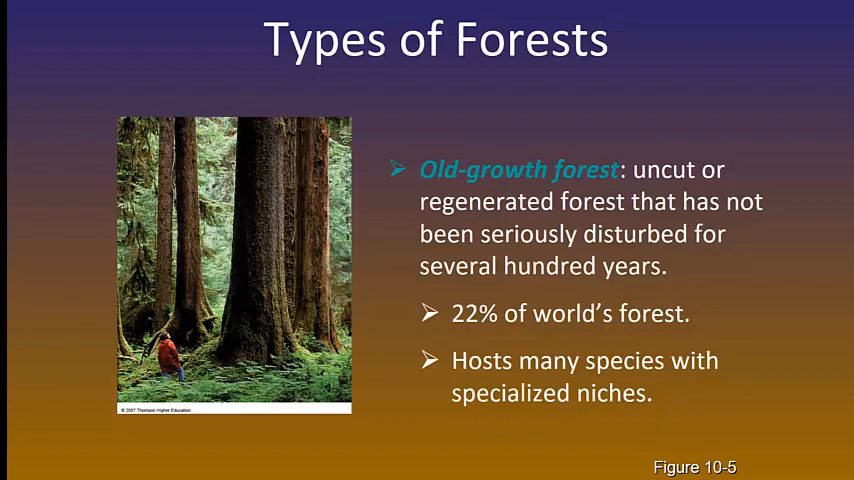 Types of Forests
Old-growth forest: uncut or
regenerated forest that has not
been seriously disturbed for
several hundred years.
22% of world's forest.
Hosts many species with
specialized niches.
© 2007 Thomson Higher Education
Figure 10-5